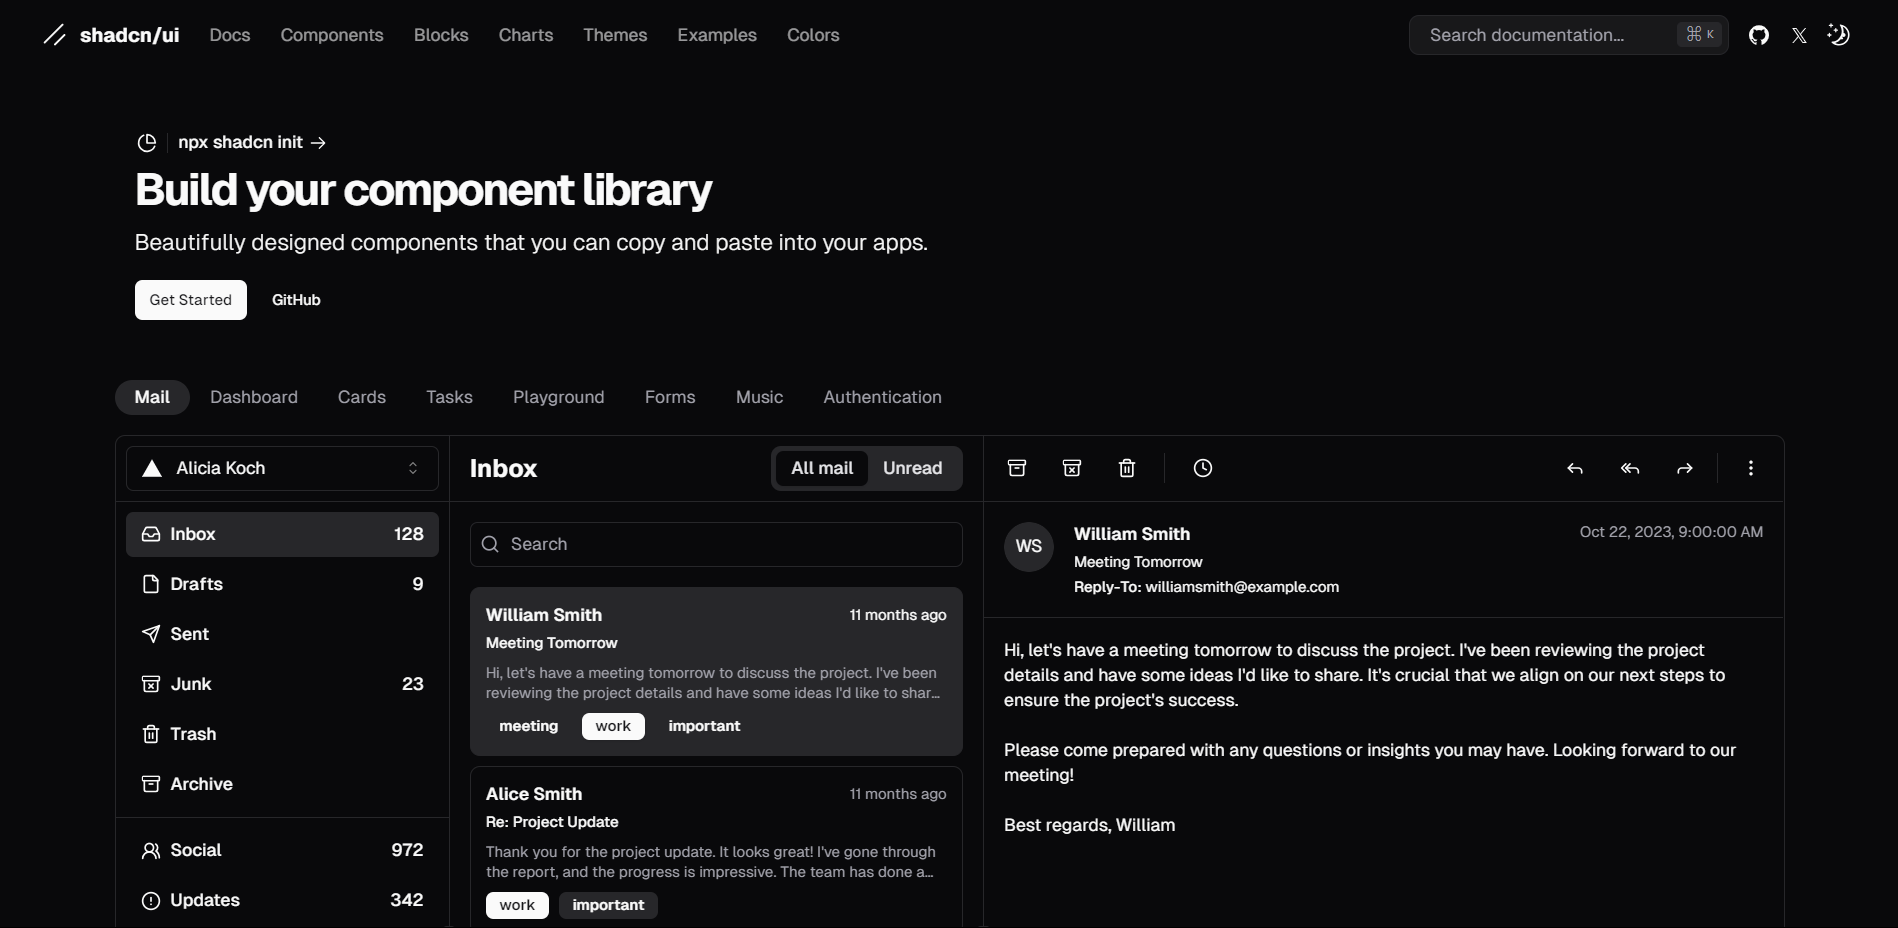 shadcn/ui Docs Components Blocks Charts Themes Examples Colors Search documentation... ⌘ K
npx shadcn init →
Build your component library
Beautifully designed components that you can copy and paste into your apps.
Get Started GitHub
Mail Dashboard Cards Tasks Playground Forms Music Authentication
Alicia Koch
Inbox 128
Drafts 9
Sent
Junk 23
Trash
Archive
Social 972
Updates 342
Inbox All mail Unread
Search
William Smith 11 months ago
Meeting Tomorrow
Hi, let's have a meeting tomorrow to discuss the project. I've been
reviewing the project details and have some ideas I'd like to shar...
meeting work important
Alice Smith 11 months ago
Re: Project Update
Thank you for the project update. It looks great! I've gone through
the report, and the progress is impressive. The team has done a...
work important
WS
William Smith Oct 22, 2023, 9:00:00 AM
Meeting Tomorrow
Reply-To: williamsmith@example.com
Hi, let's have a meeting tomorrow to discuss the project. I've been reviewing the project
details and have some ideas I'd like to share. It's crucial that we align on our next steps to
ensure the project's success.
Please come prepared with any questions or insights you may have. Looking forward to our
meeting!
Best regards, William